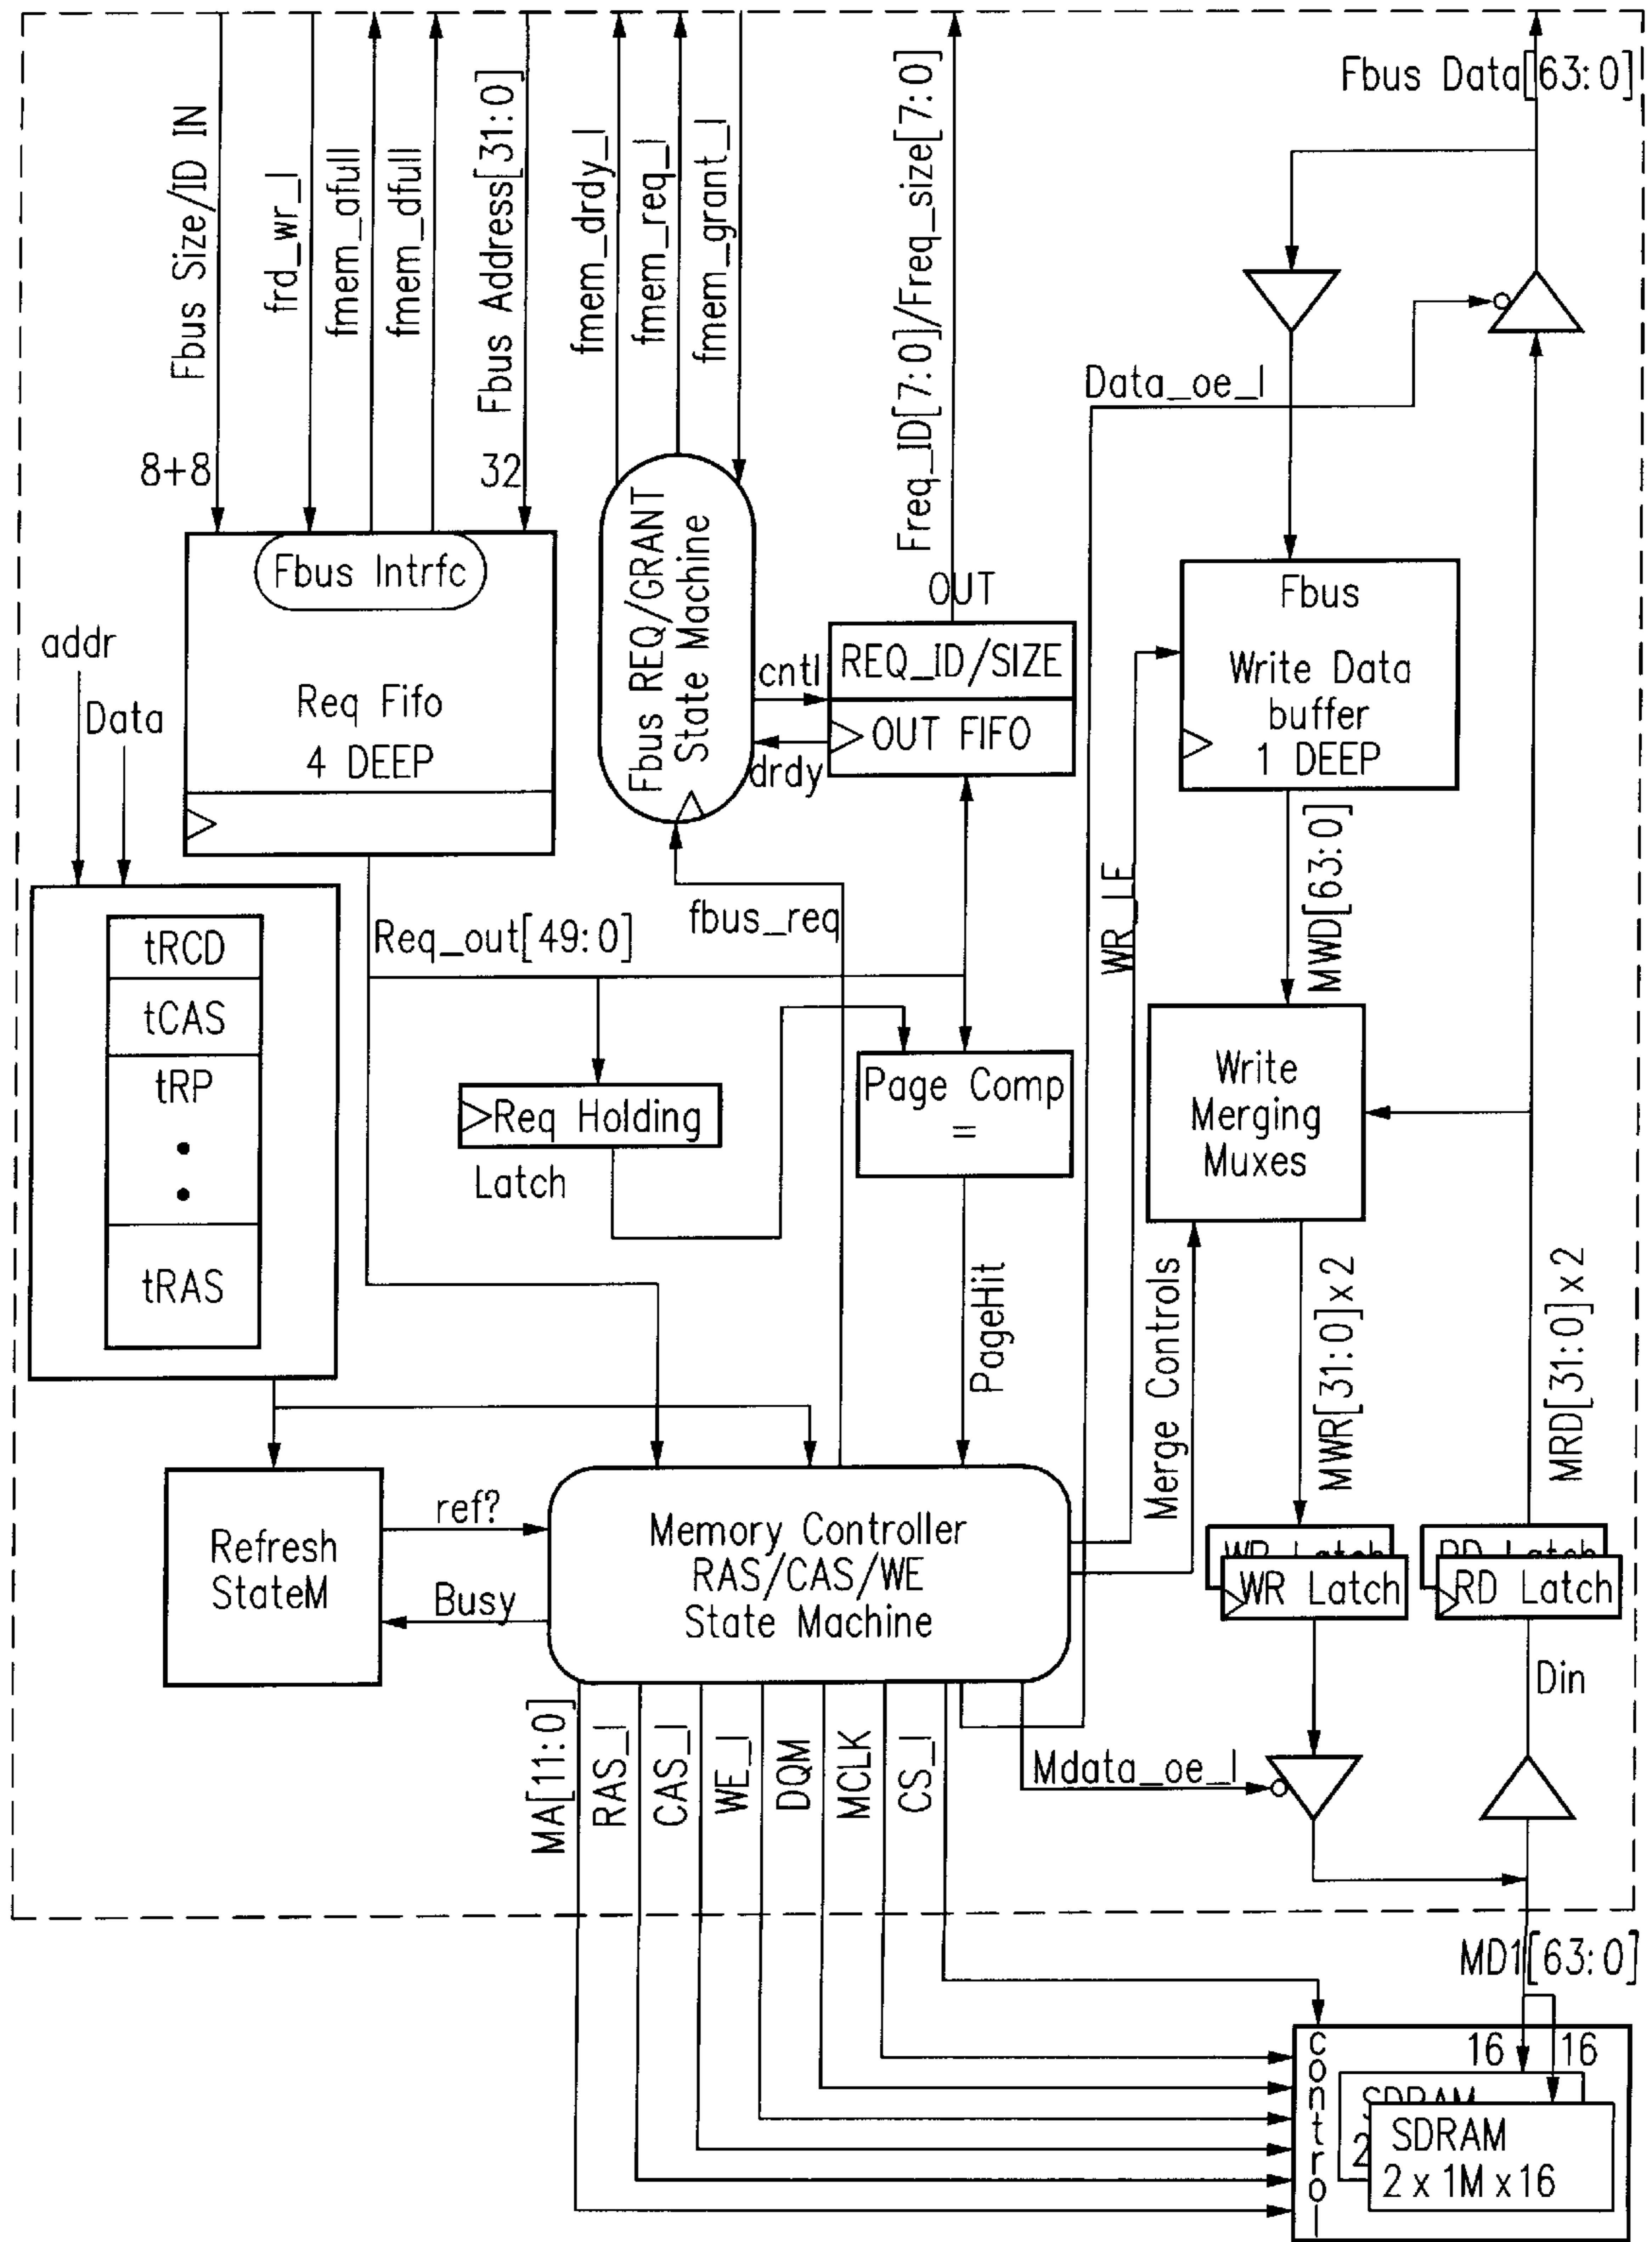 Fbus Size/ID IN
frd_wr_l
fmem_afull
fmem_dfull
Fbus Address[31:0]
fmem_drdy_l
fmem_req_l
fmem_grant_l
Freq_ID[7:0]/Freq_size[7:0]
Fbus Data[63:0]
8+8
32
Data_oe_l
Fbus Intrfc
Req Fifo
4 DEEP
Fbus REQ/GRANT
State Machine
OUT
REQ_ID/SIZE
OUT FIFO
cntl
drdy
Fbus
Write Data
buffer
1 DEEP
addr
Data
tRCD
tCAS
tRP
tRAS
Req_out[49:0]
fbus_req
WR_LE
MWD[63:0]
Req Holding
Latch
Page Comp
=
Write
Merging
Muxes
PageHit
Merge Controls
MWR[31:0]x2
MRD[31:0]x2
Refresh
StateM
ref?
Busy
Memory Controller
RAS/CAS/WE
State Machine
WR Latch
WR Latch
RD Latch
RD Latch
Din
MA[11:0]
RAS_l
CAS_l
WE_l
DQM
MCLK
CS_l
Mdata_oe_l
MD1[63:0]
16
16
Control
SDRAM
2
SDRAM
2 x 1M x 16